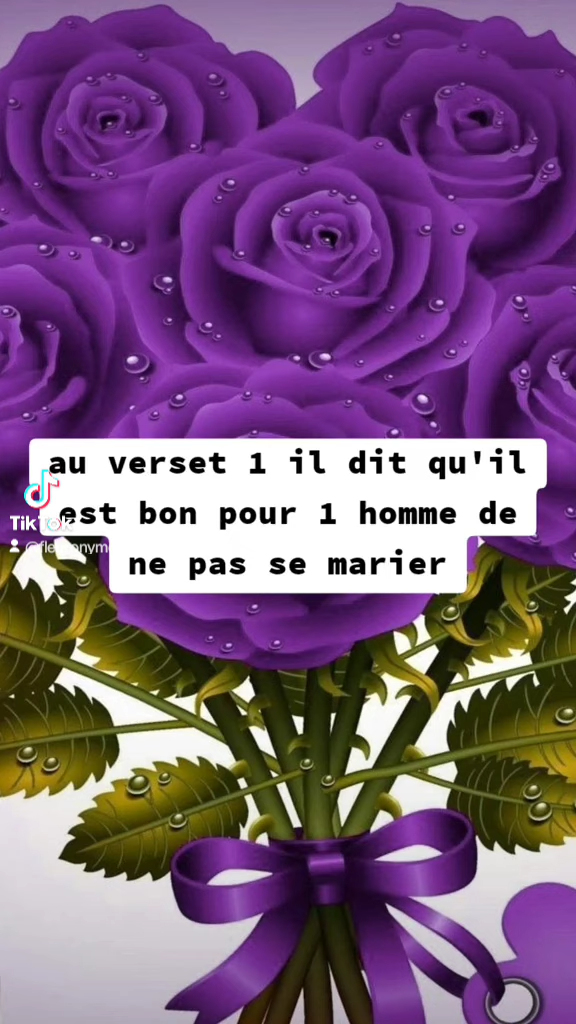 au verset 1 il dit qu'il
est bon pour 1 homme de
ne pas se marier
TikTok